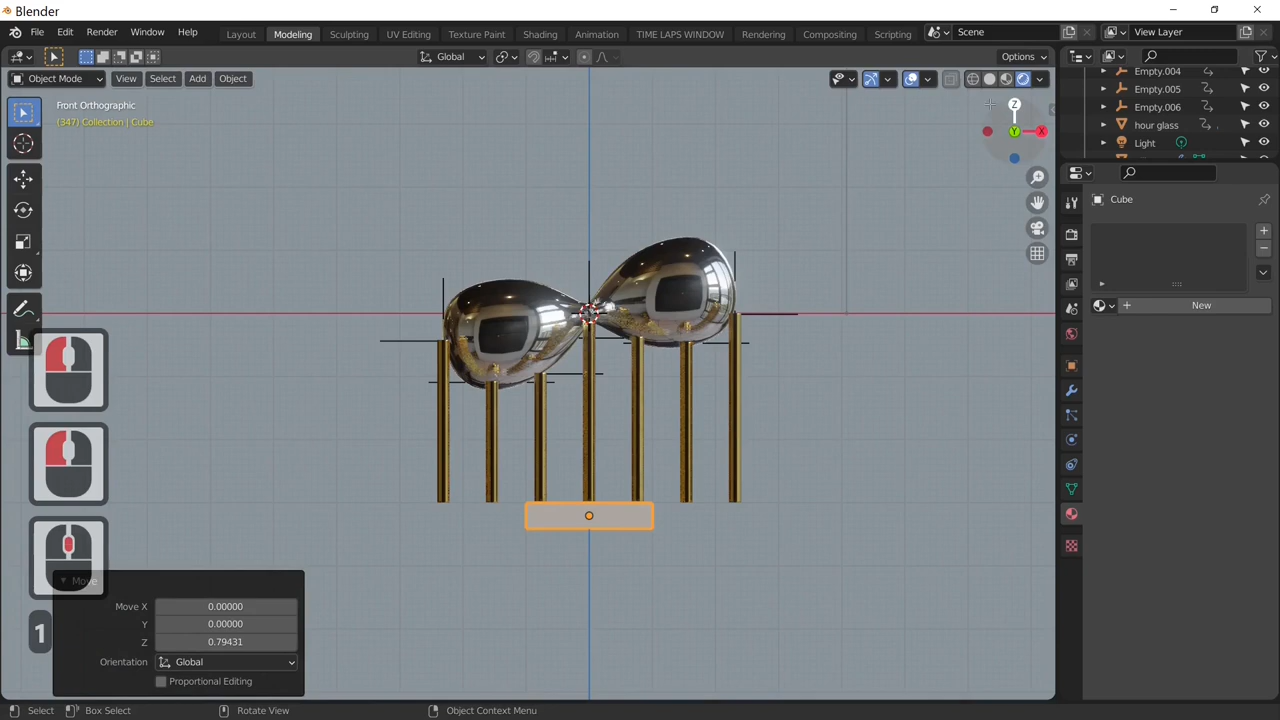 Blender
File Edit Render Window Help
Layout Modeling Sculpting UV Editing Texture Paint Shading Animation TIME LAPS WINDOW Rendering Compositing Scripting
Scene
View Layer
Global
Options
Object Mode View Select Add Object
Front Orthographic
(347) Collection | Cube
Z
Y
X
Empty.004
Empty.005
Empty.006
hour glass
Light
Cube
New
1
Move
Move X 0.00000
Y 0.00000
Z 0.79431
Orientation Global
Proportional Editing
Select Box Select Rotate View Object Context Menu